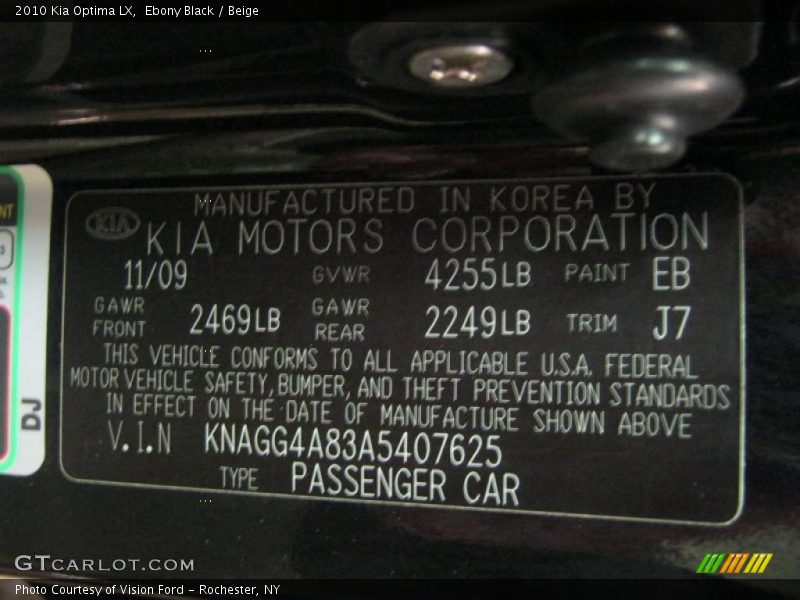 2010 Kia Optima LX, Ebony Black / Beige
MANUFACTURED IN KOREA BY
KIA
KIA MOTORS CORPORATION
11/09 GVWR 4255LB PAINT EB
GAWR FRONT 2469LB GAWR REAR 2249LB TRIM J7
THIS VEHICLE CONFORMS TO ALL APPLICABLE U.S.A. FEDERAL
MOTOR VEHICLE SAFETY, BUMPER, AND THEFT PREVENTION STANDARDS
IN EFFECT ON THE DATE OF MANUFACTURE SHOWN ABOVE
V.I.N KNAGG4A83A5407625
TYPE PASSENGER CAR
DJ
GTCARLOT.COM
Photo Courtesy of Vision Ford - Rochester, NY